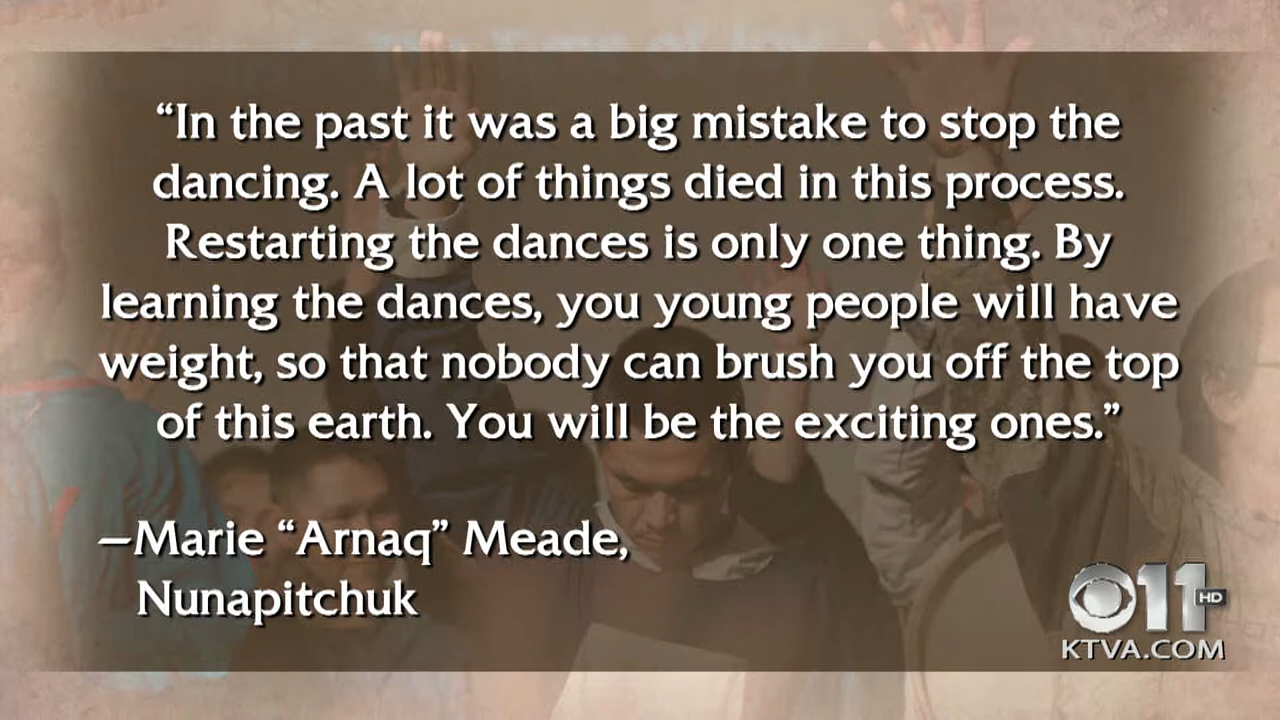 “In the past it was a big mistake to stop the
dancing. A lot of things died in this process.
Restarting the dances is only one thing. By
learning the dances, you young people will have
weight, so that nobody can brush you off the top
of this earth. You will be the exciting ones.”
—Marie “Arnaq” Meade,
Nunapitchuk
11 HD
KTVA.COM